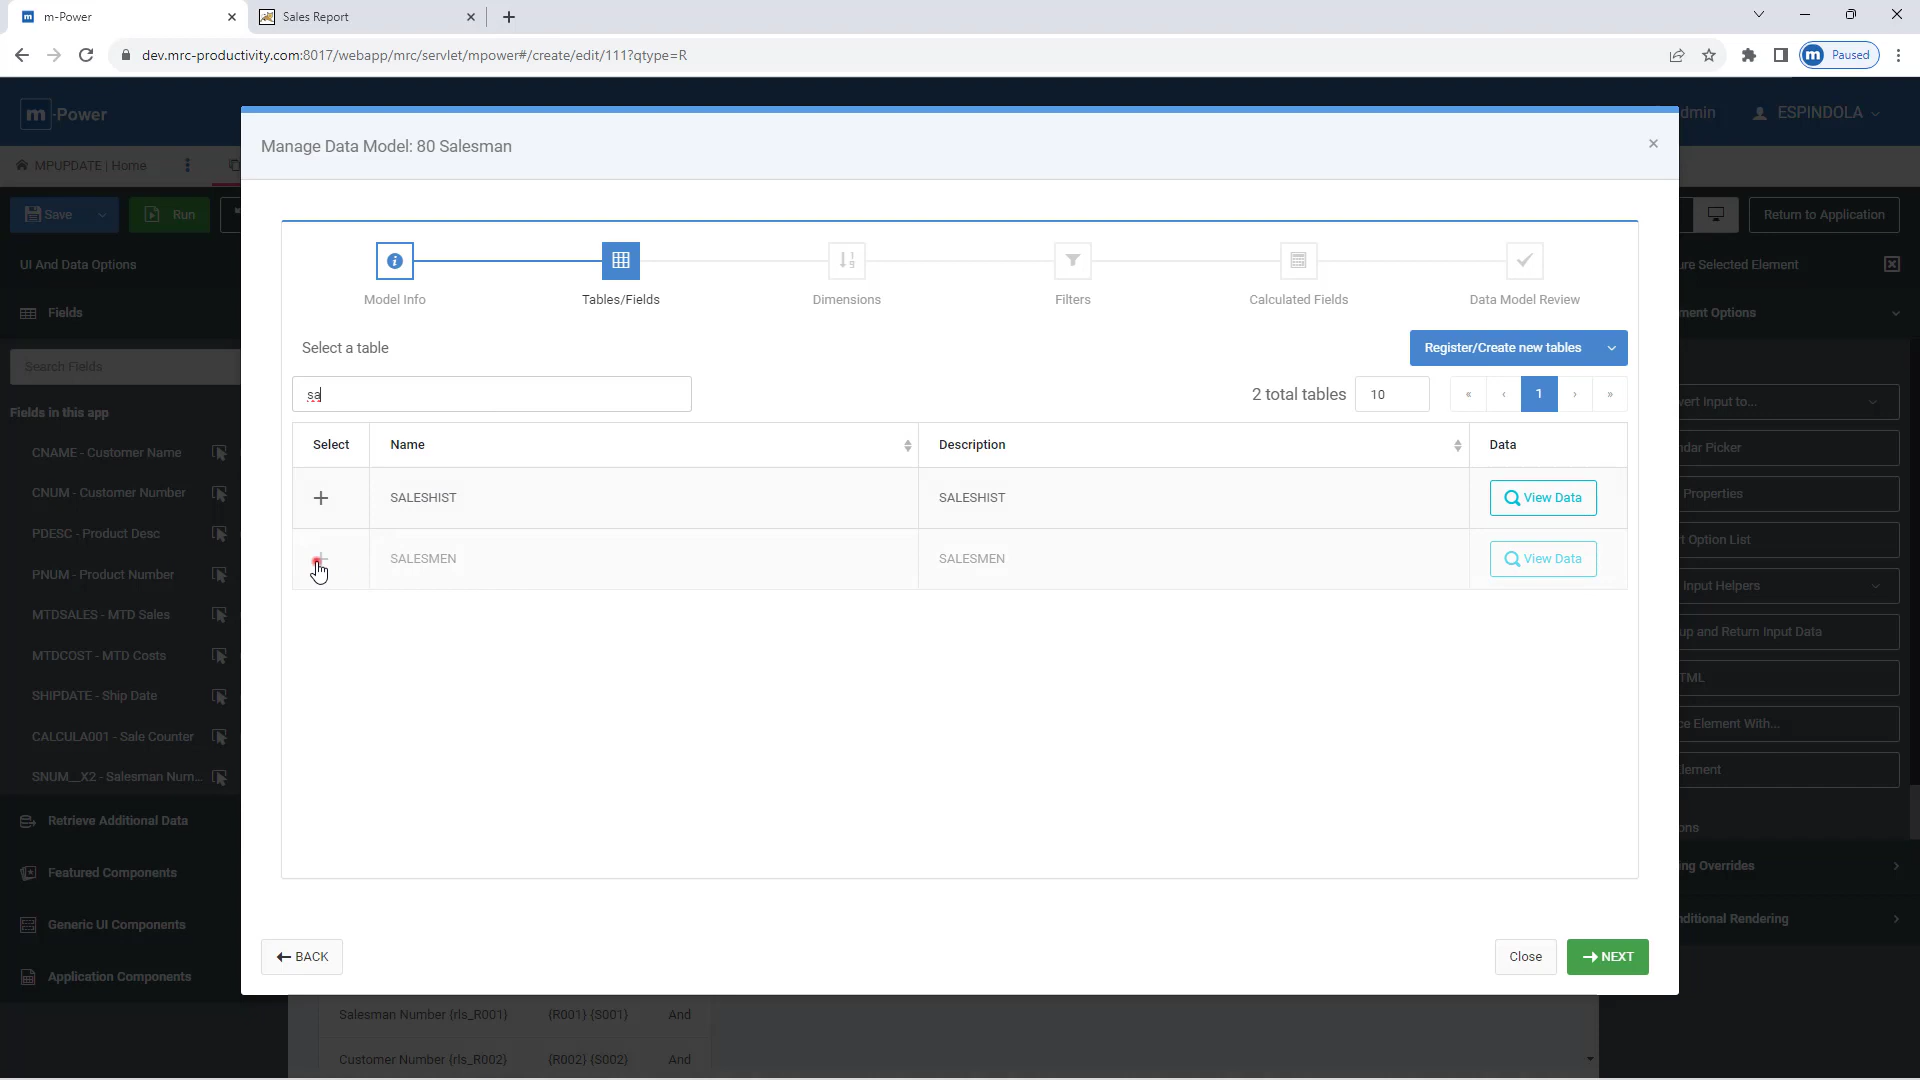 m-Power
Sales Report
dev.mrc-productivity.com:8017/webapp/mrc/servlet/mpower#/create/edit/111?qtype=R
m Paused
m-Power
dmin
ESPINDOLA
Manage Data Model: 80 Salesman
MPUPDATE | Home
Save
Run
Return to Application
Model Info
Tables/Fields
Dimensions
Filters
Calculated Fields
Data Model Review
UI And Data Options
ure Selected Element
Fields
ment Options
Select a table
Register/Create new tables
Search Fields
sa
2 total tables
10
« ‹ 1 › »
Fields in this app
vert Input to...
Select
Name
Description
Data
CNAME - Customer Name
ndar Picker
CNUM - Customer Number
SALESHIST
SALESHIST
View Data
Properties
PDESC - Product Desc
t Option List
SALESMEN
SALESMEN
View Data
PNUM - Product Number
Input Helpers
MTDSALES - MTD Sales
up and Return Input Data
MTDCOST - MTD Costs
TML
SHIPDATE - Ship Date
ce Element With...
CALCULA001 - Sale Counter
SNUM__X2 - Salesman Num...
lement
Retrieve Additional Data
ons
Featured Components
ng Overrides
Generic UI Components
nditional Rendering
Application Components
BACK
Close
NEXT
Salesman Number {rls_R001}
{R001} {S001}
And
Customer Number {rls_R002}
{R002} {S002}
And